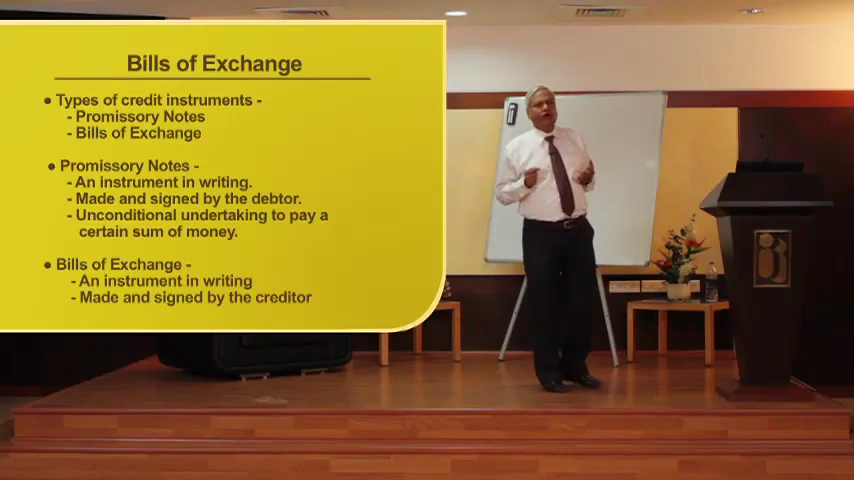 Bills of Exchange
● Types of credit instruments -
- Promissory Notes
- Bills of Exchange
● Promissory Notes -
- An instrument in writing.
- Made and signed by the debtor.
- Unconditional undertaking to pay a
certain sum of money.
● Bills of Exchange -
- An instrument in writing
- Made and signed by the creditor